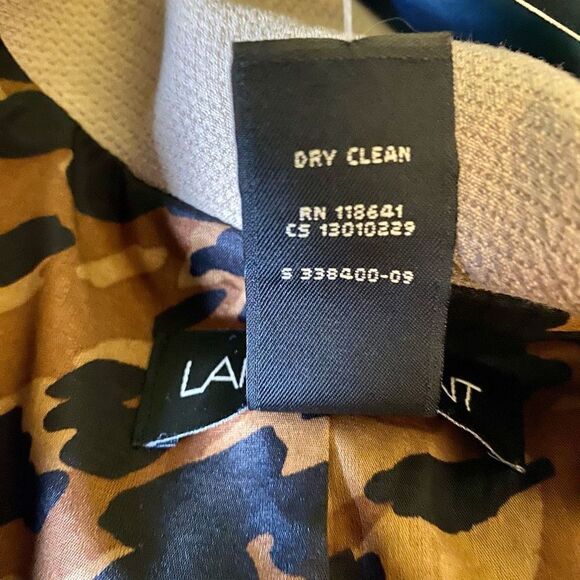 DRY CLEAN
RN 118641
CS 13010229
S 338400-09